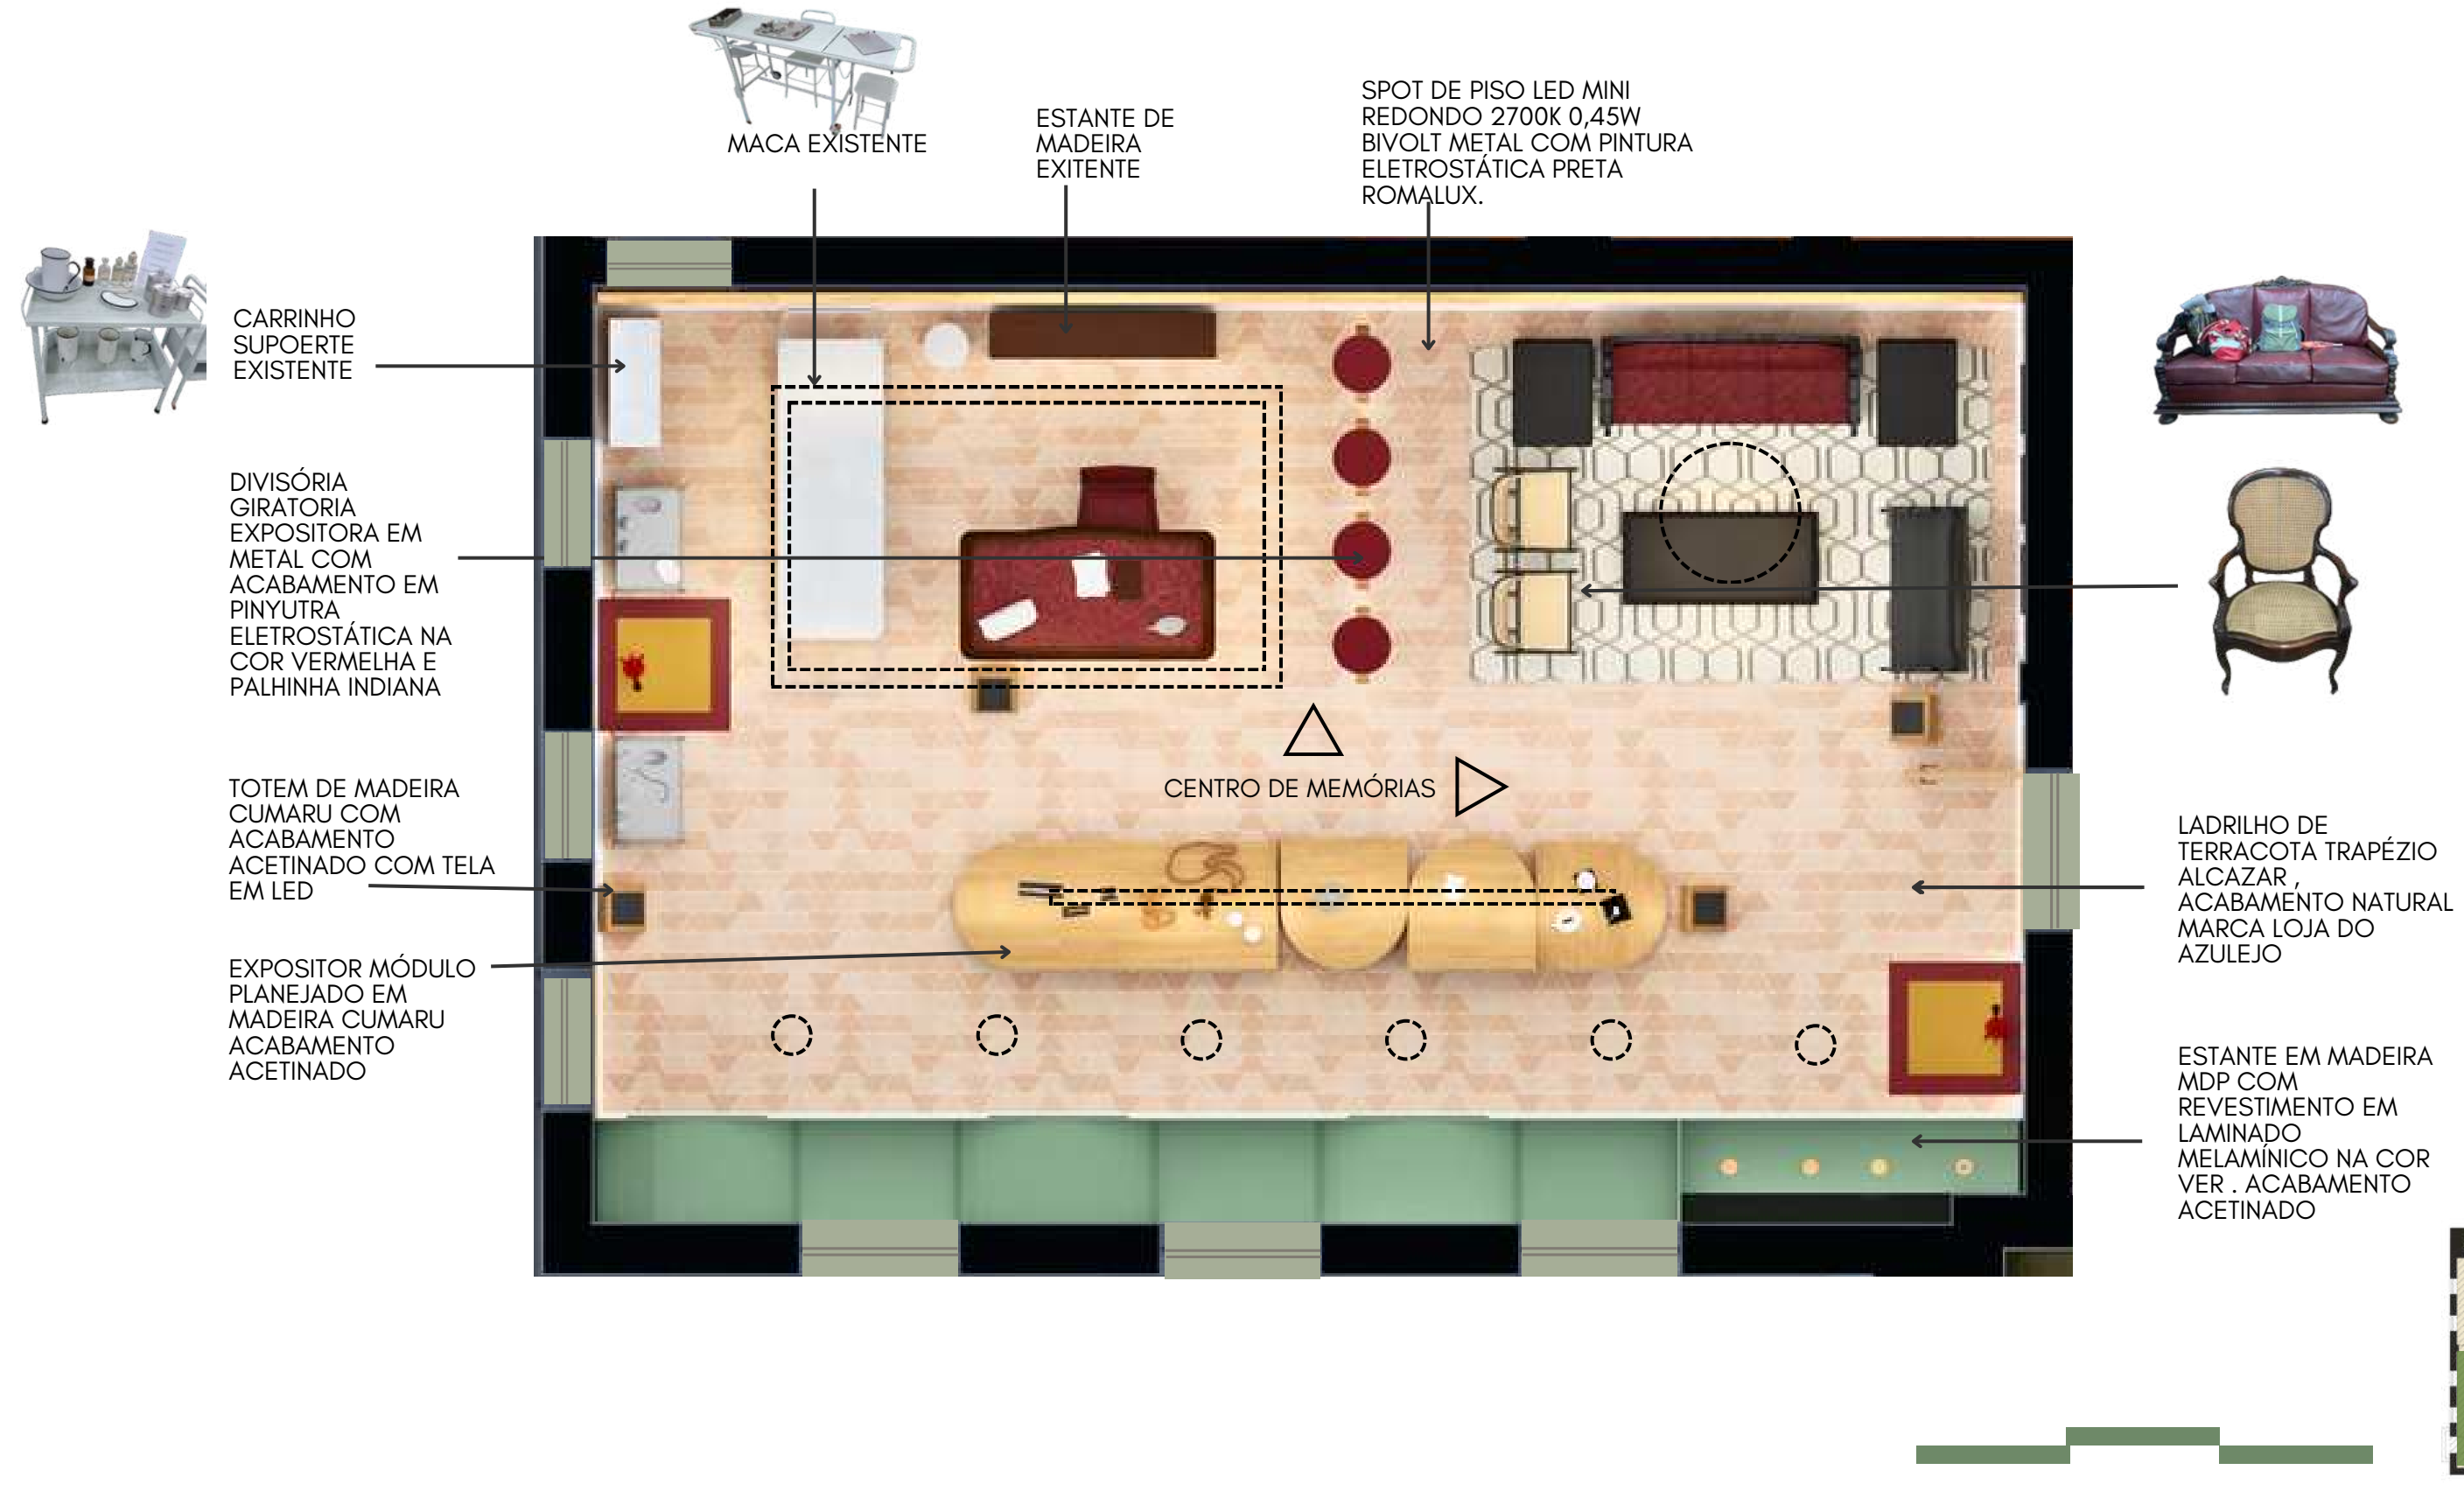 MACA EXISTENTE
ESTANTE DE
MADEIRA
EXITENTE
SPOT DE PISO LED MINI
REDONDO 2700K 0,45W
BIVOLT METAL COM PINTURA
ELETROSTÁTICA PRETA
ROMALUX.
CARRINHO
SUPOERTE
EXISTENTE
DIVISÓRIA
GIRATORIA
EXPOSITORA EM
METAL COM
ACABAMENTO EM
PINYUTRA
ELETROSTÁTICA NA
COR VERMELHA E
PALHINHA INDIANA
TOTEM DE MADEIRA
CUMARU COM
ACABAMENTO
ACETINADO COM TELA
EM LED
EXPOSITOR MÓDULO
PLANEJADO EM
MADEIRA CUMARU
ACABAMENTO
ACETINADO
CENTRO DE MEMÓRIAS
LADRILHO DE
TERRACOTA TRAPÉZIO
ALCAZAR ,
ACABAMENTO NATURAL
MARCA LOJA DO
AZULEJO
ESTANTE EM MADEIRA
MDP COM
REVESTIMENTO EM
LAMINADO
MELAMÍNICO NA COR
VER . ACABAMENTO
ACETINADO